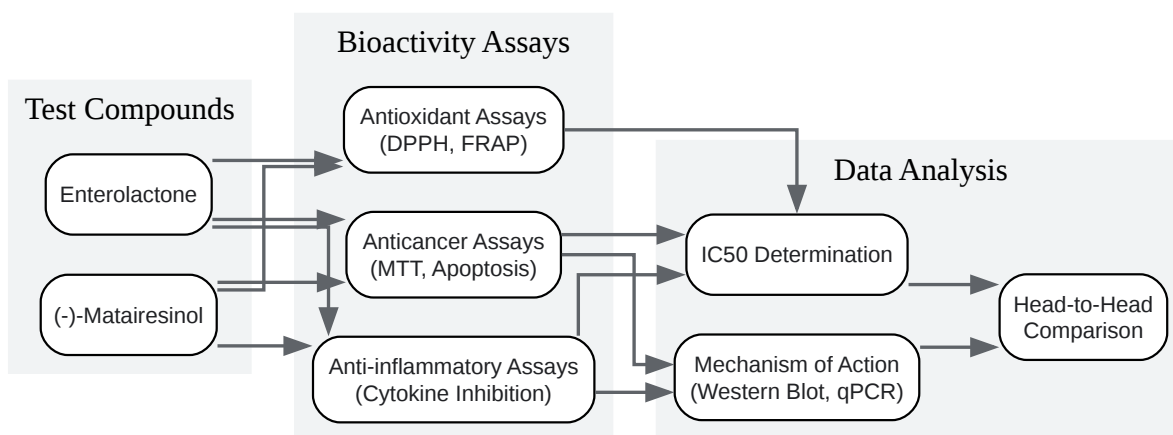 Test Compounds
Enterolactone
(-)-Matairesinol
Bioactivity Assays
Antioxidant Assays
(DPPH, FRAP)
Anticancer Assays
(MTT, Apoptosis)
Anti-inflammatory Assays
(Cytokine Inhibition)
Data Analysis
IC50 Determination
Mechanism of Action
(Western Blot, qPCR)
Head-to-Head
Comparison